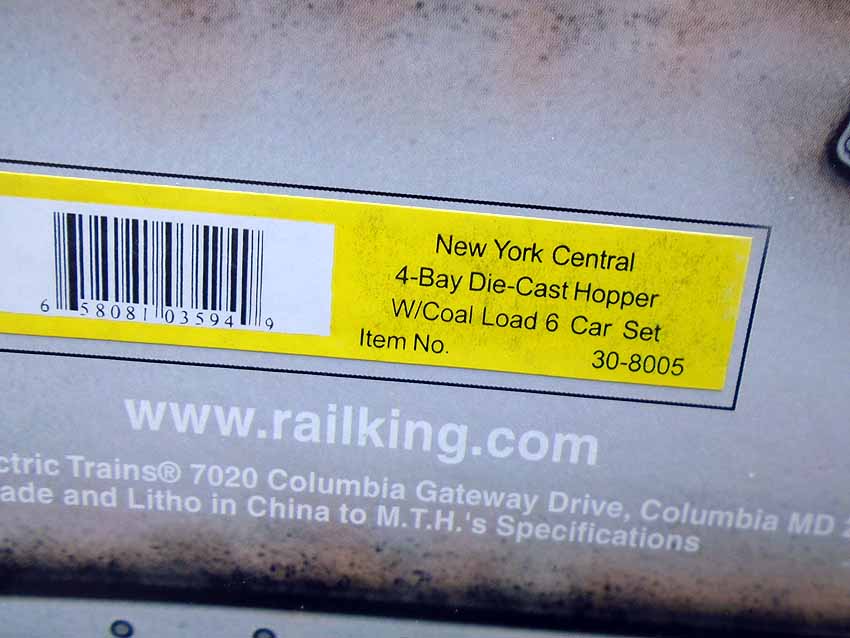 New York Central
4-Bay Die-Cast Hopper
W/Coal Load 6 Car Set
Item No. 30-8005
6 58081 03594 9
www.railking.com
ctric Trains® 7020 Columbia Gateway Drive, Columbia MD 2
ade and Litho in China to M.T.H.'s Specifications